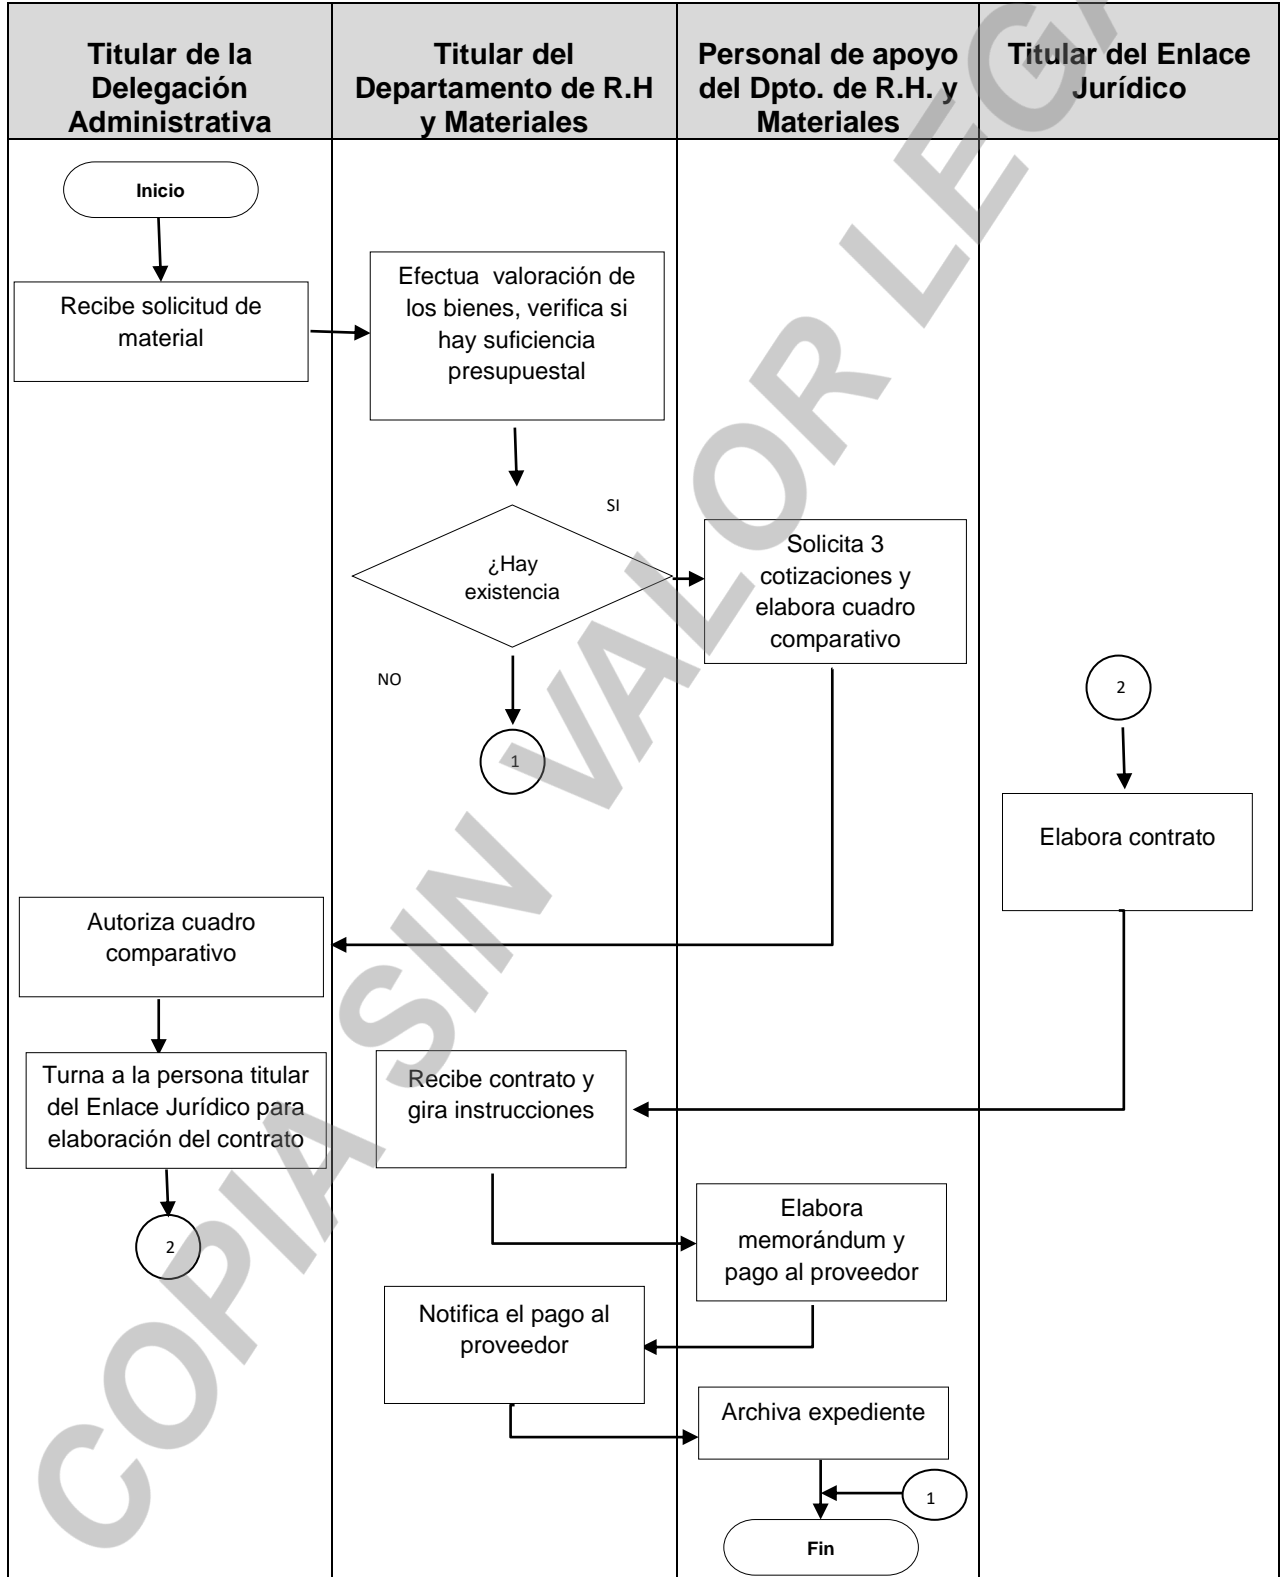 Titular de la
Delegación
Administrativa
Titular del
Departamento de R.H
y Materiales
Personal de apoyo
del Dpto. de R.H. y
Materiales
Titular del Enlace
Jurídico
Inicio
Recibe solicitud de
material
Efectua valoración de
los bienes, verifica si
hay suficiencia
presupuestal
SI
¿Hay
existencia
Solicita 3
cotizaciones y
elabora cuadro
comparativo
NO
1
2
Elabora contrato
Autoriza cuadro
comparativo
Turna a la persona titular
del Enlace Jurídico para
elaboración del contrato
2
Recibe contrato y
gira instrucciones
Elabora
memorándum y
pago al proveedor
Notifica el pago al
proveedor
Archiva expediente
1
Fin
COPIA SIN VALOR LEGA